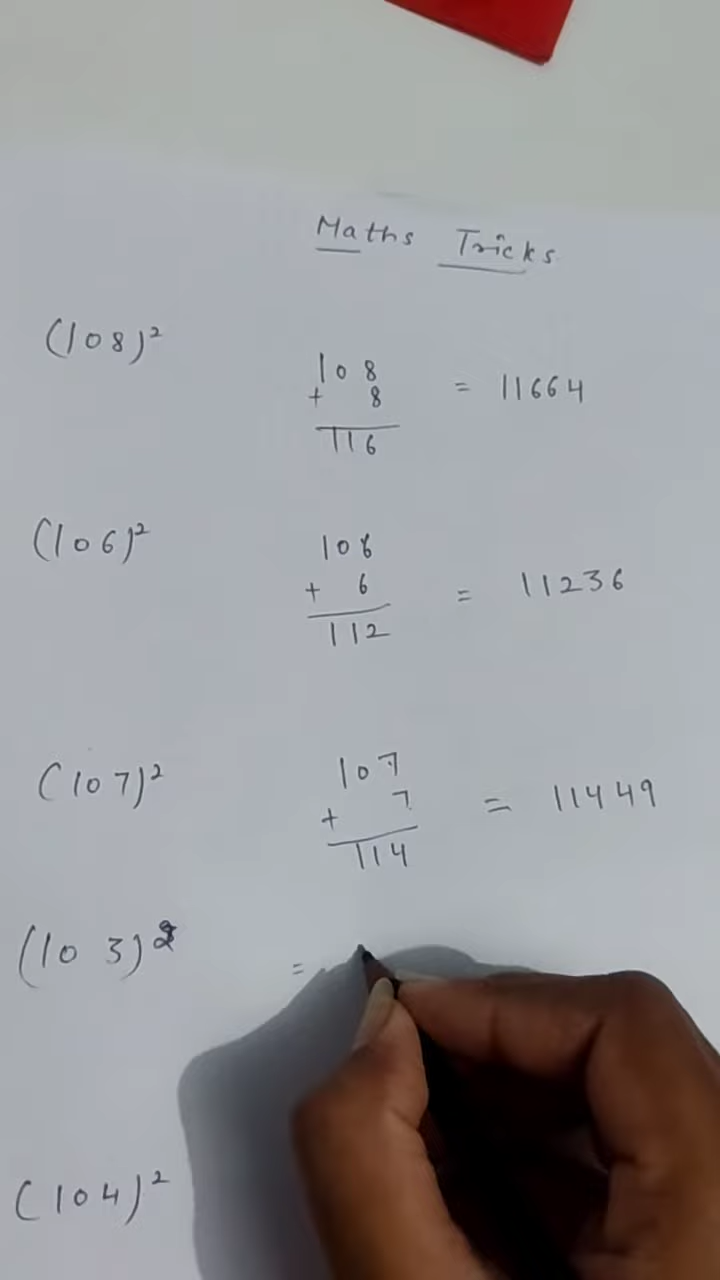 Maths Tricks
(108)²
108
+ 8 = 11664
116
(106)²
106
+ 6 = 11236
112
(107)²
107
+ 7 = 11449
114
(103)² =
(104)²